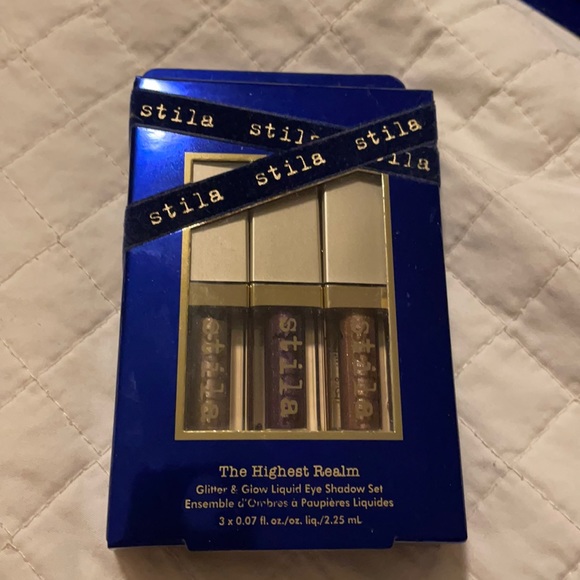 stila stila stila
stila stila stila
stila stila stila
The Highest Realm
Glitter & Glow Liquid Eye Shadow Set
Ensemble d'Ombres à Paupières Liquides
3 x 0.07 fl. oz./oz. liq./2.25 mL